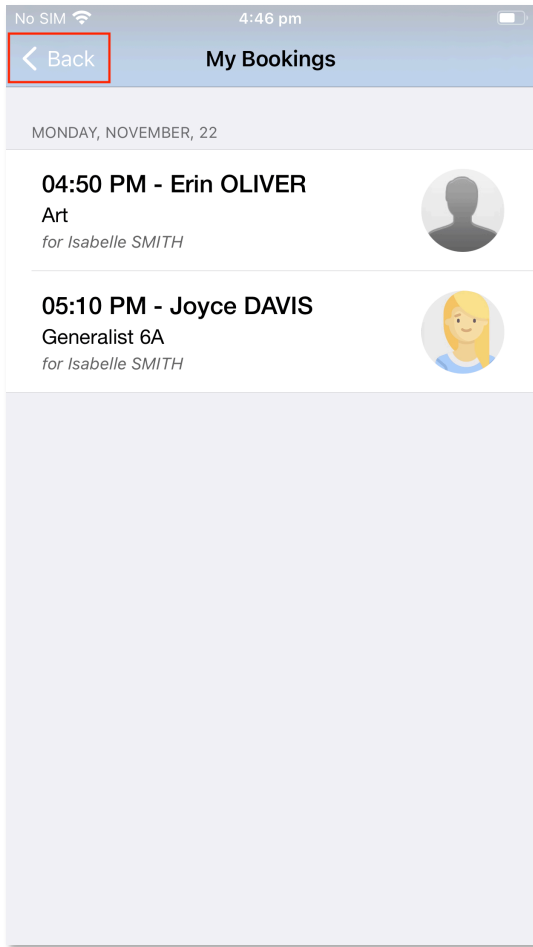 No SIM 4:46 pm
Back My Bookings
MONDAY, NOVEMBER, 22
04:50 PM - Erin OLIVER
Art
for Isabelle SMITH
05:10 PM - Joyce DAVIS
Generalist 6A
for Isabelle SMITH